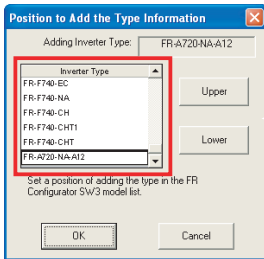 Position to Add the Type Information
Adding Inverter Type: FR-A720-NA-A12
Inverter Type
FR-F740-EC
FR-F740-NA
FR-F740-CH
FR-F740-CHT1
FR-F740-CHT
FR-A720-NA-A12
Upper
Lower
Set a position of adding the type in the FR
Configurator SW3 model list.
OK Cancel